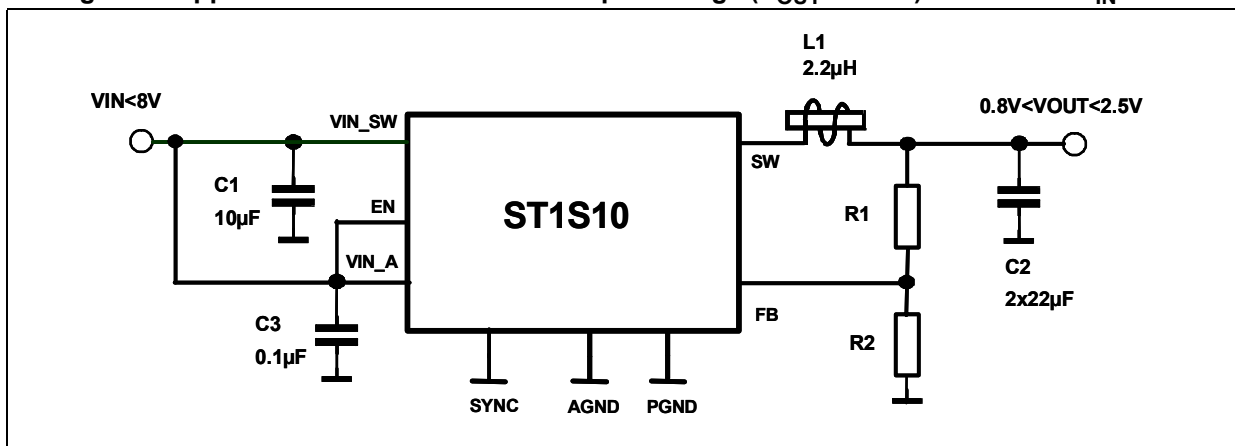 L1
2.2µH
VIN<8V
0.8V<VOUT<2.5V
VIN_SW
SW
C1
10µF
EN
ST1S10
R1
VIN_A
C2
2x22µF
FB
C3
0.1µF
R2
SYNC
AGND
PGND